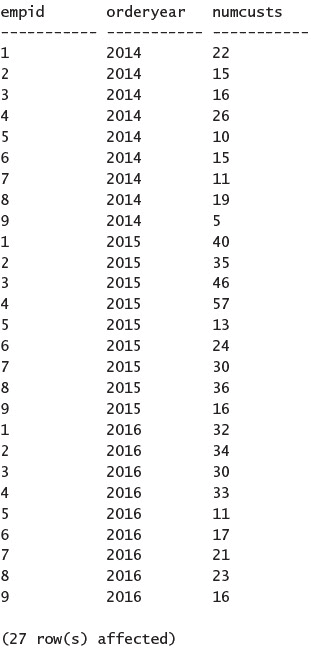 empid       orderyear   numcusts
----------- ----------- -----------
1           2014        22
2           2014        15
3           2014        16
4           2014        26
5           2014        10
6           2014        15
7           2014        11
8           2014        19
9           2014        5
1           2015        40
2           2015        35
3           2015        46
4           2015        57
5           2015        13
6           2015        24
7           2015        30
8           2015        36
9           2015        16
1           2016        32
2           2016        34
3           2016        30
4           2016        33
5           2016        11
6           2016        17
7           2016        21
8           2016        23
9           2016        16
(27 row(s) affected)